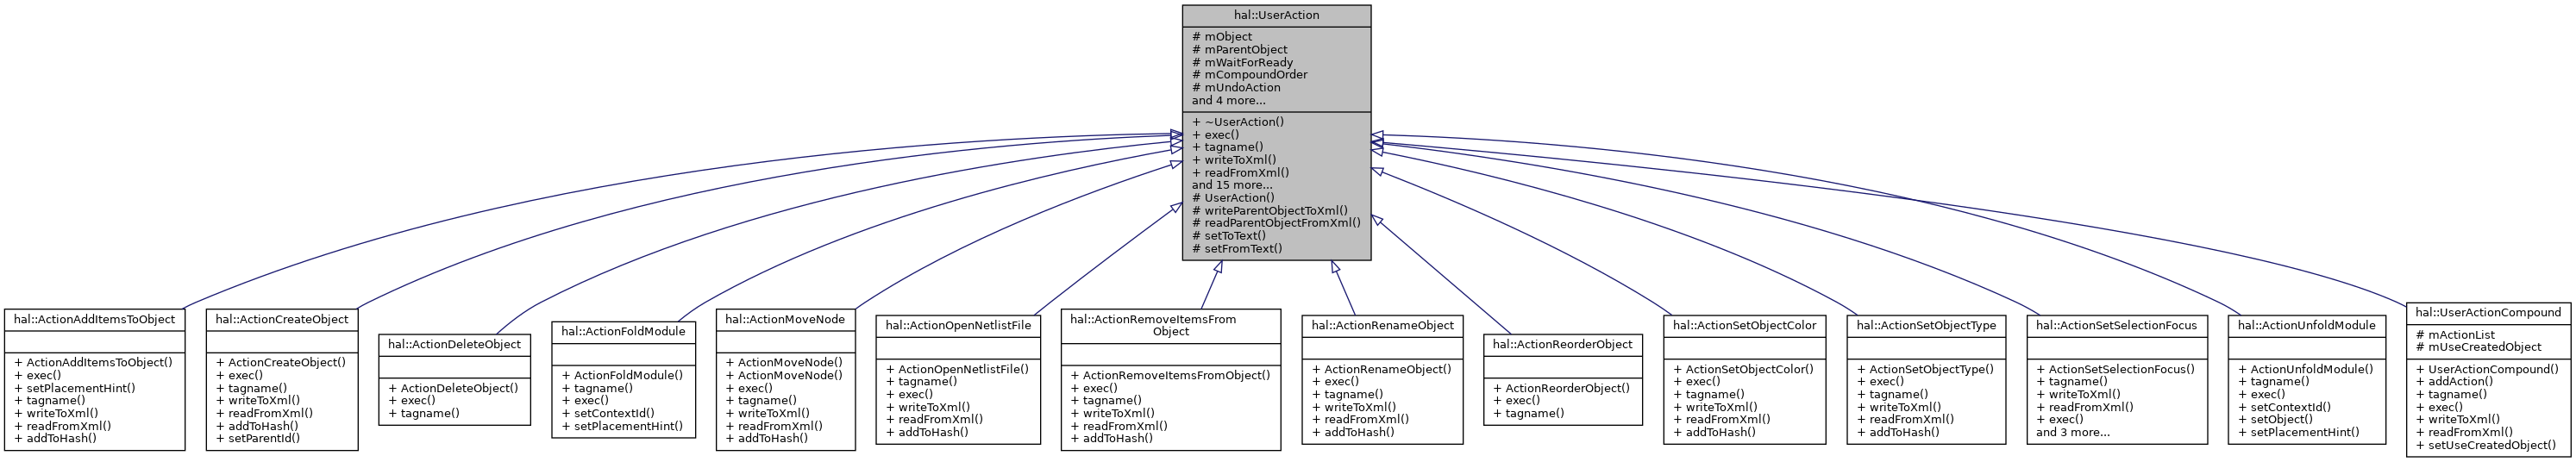 hal::UserAction
# mObject
# mParentObject
# mWaitForReady
# mCompoundOrder
# mUndoAction
and 4 more...
+ ~UserAction()
+ exec()
+ tagname()
+ writeToXml()
+ readFromXml()
and 15 more...
# UserAction()
# writeParentObjectToXml()
# readParentObjectFromXml()
# setToText()
# setFromText()
hal::ActionAddItemsToObject
+ ActionAddItemsToObject()
+ exec()
+ setPlacementHint()
+ tagname()
+ writeToXml()
+ readFromXml()
+ addToHash()
hal::ActionCreateObject
+ ActionCreateObject()
+ exec()
+ tagname()
+ writeToXml()
+ readFromXml()
+ addToHash()
+ setParentId()
hal::ActionDeleteObject
+ ActionDeleteObject()
+ exec()
+ tagname()
hal::ActionFoldModule
+ ActionFoldModule()
+ tagname()
+ exec()
+ setContextId()
+ setPlacementHint()
hal::ActionMoveNode
+ ActionMoveNode()
+ ActionMoveNode()
+ exec()
+ tagname()
+ writeToXml()
+ readFromXml()
+ addToHash()
hal::ActionOpenNetlistFile
+ ActionOpenNetlistFile()
+ tagname()
+ exec()
+ writeToXml()
+ readFromXml()
+ addToHash()
hal::ActionRemoveItemsFrom
Object
+ ActionRemoveItemsFromObject()
+ exec()
+ tagname()
+ writeToXml()
+ readFromXml()
+ addToHash()
hal::ActionRenameObject
+ ActionRenameObject()
+ exec()
+ tagname()
+ writeToXml()
+ readFromXml()
+ addToHash()
hal::ActionReorderObject
+ ActionReorderObject()
+ exec()
+ tagname()
hal::ActionSetObjectColor
+ ActionSetObjectColor()
+ exec()
+ tagname()
+ writeToXml()
+ readFromXml()
+ addToHash()
hal::ActionSetObjectType
+ ActionSetObjectType()
+ exec()
+ tagname()
+ writeToXml()
+ readFromXml()
+ addToHash()
hal::ActionSetSelectionFocus
+ ActionSetSelectionFocus()
+ tagname()
+ writeToXml()
+ readFromXml()
+ exec()
and 3 more...
hal::ActionUnfoldModule
+ ActionUnfoldModule()
+ tagname()
+ exec()
+ setContextId()
+ setObject()
+ setPlacementHint()
hal::UserActionCompound
# mActionList
# mUseCreatedObject
+ UserActionCompound()
+ addAction()
+ tagname()
+ exec()
+ writeToXml()
+ readFromXml()
+ setUseCreatedObject()